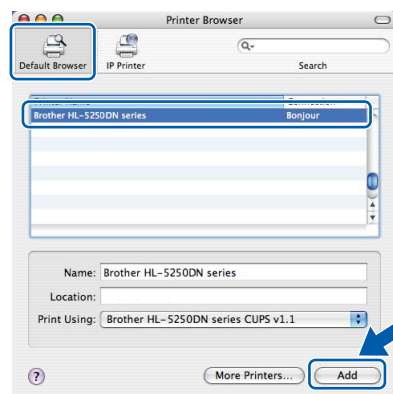 Printer Browser
Default Browser
IP Printer
Search
Brother HL-5250DN series Bonjour
Name: Brother HL-5250DN series
Location:
Print Using: Brother HL-5250DN series CUPS v1.1
? More Printers... Add